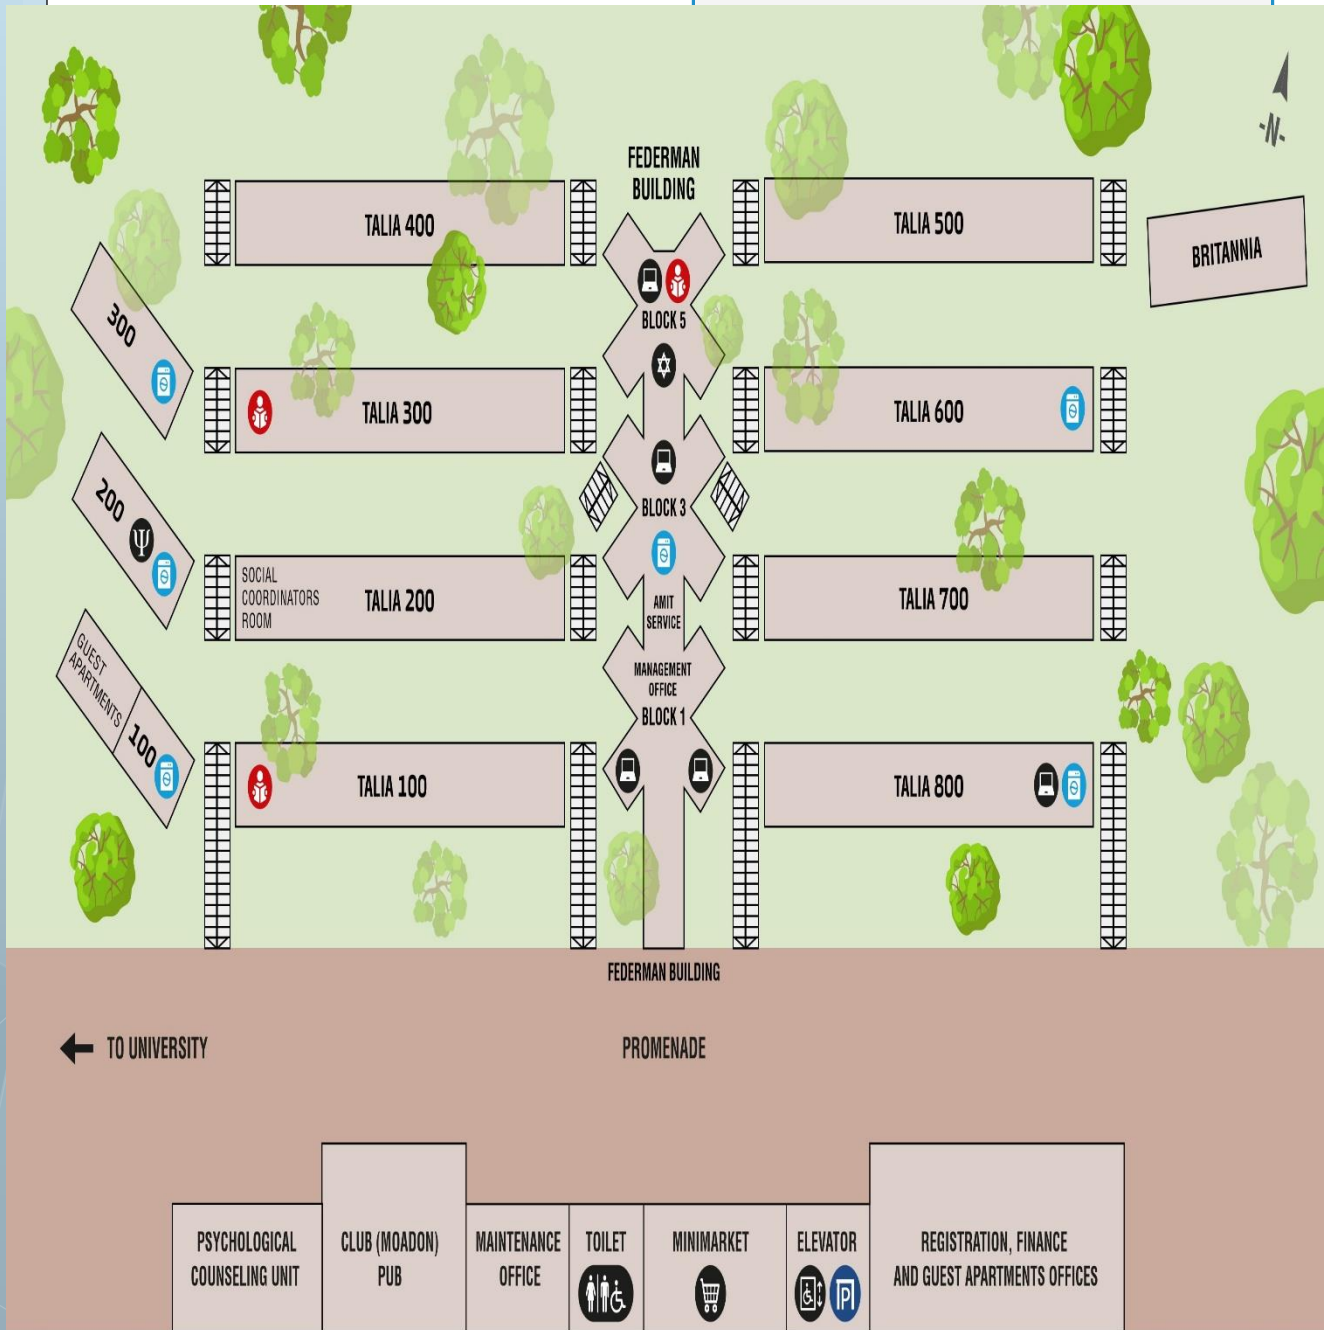 FEDERMAN
BUILDING
TALIA 400
TALIA 500
-N-
BRITANNIA
300
BLOCK 5
TALIA 300
TALIA 600
200
Ψ
BLOCK 3
SOCIAL
COORDINATORS
ROOM
TALIA 200
AMIT
SERVICE
TALIA 700
GUEST
APARTMENTS
100
MANAGEMENT
OFFICE
BLOCK 1
TALIA 100
TALIA 800
FEDERMAN BUILDING
TO UNIVERSITY
PROMENADE
PSYCHOLOGICAL
COUNSELING UNIT
CLUB (MOADON)
PUB
MAINTENANCE
OFFICE
TOILET
MINIMARKET
ELEVATOR
P
REGISTRATION, FINANCE
AND GUEST APARTMENTS OFFICES